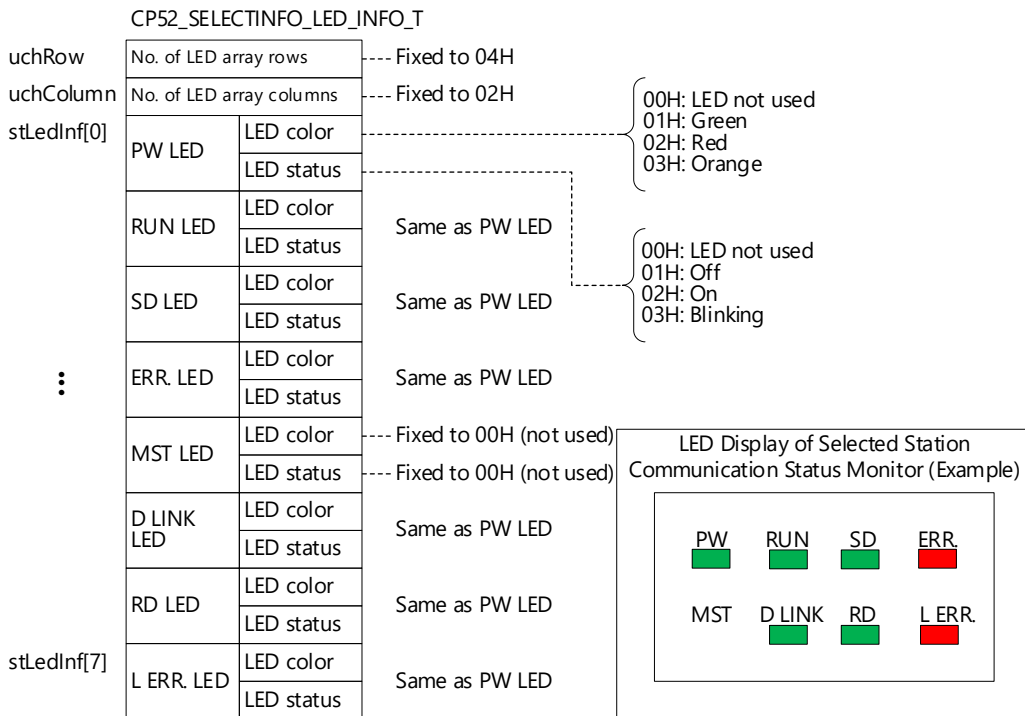 CP52_SELECTINFO_LED_INFO_T
uchRow No. of LED array rows Fixed to 04H
uchColumn No. of LED array columns Fixed to 02H
stLedInf[0] PW LED LED color
LED status
00H: LED not used
01H: Green
02H: Red
03H: Orange
RUN LED LED color
LED status
Same as PW LED
00H: LED not used
01H: Off
02H: On
03H: Blinking
SD LED LED color
LED status
Same as PW LED
ERR. LED LED color
LED status
Same as PW LED
MST LED LED color Fixed to 00H (not used)
LED status Fixed to 00H (not used)
D LINK
LED
LED color
LED status
Same as PW LED
RD LED LED color
LED status
Same as PW LED
stLedInf[7] L ERR. LED LED color
LED status
Same as PW LED
LED Display of Selected Station
Communication Status Monitor (Example)
PW RUN SD ERR.
MST D LINK RD L ERR.